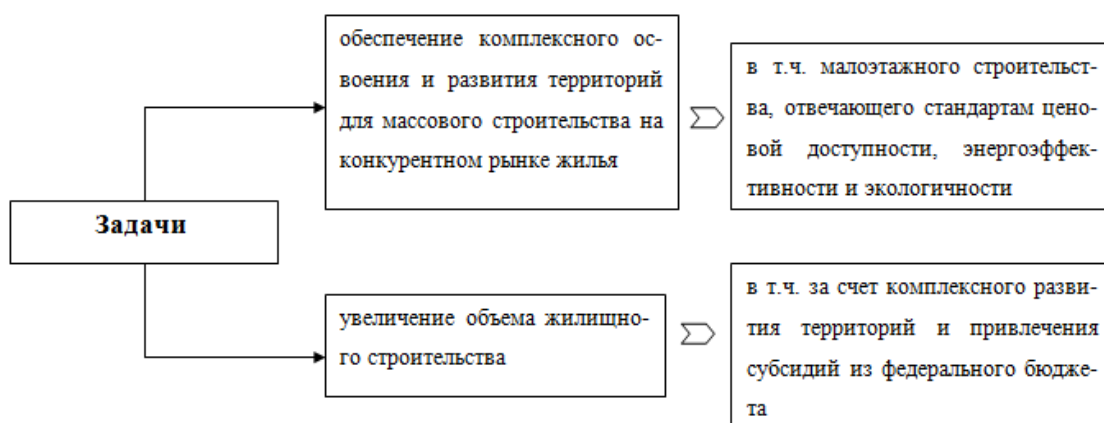 обеспечение комплексного ос-
воения и развития территорий
для массового строительства на
конкурентном рынке жилья
в т.ч. малоэтажного строительст-
ва, отвечающего стандартам цено-
вой доступности, энергоэффек-
тивности и экологичности
Задачи
увеличение объема жилищно-
го строительства
в т.ч. за счет комплексного разви-
тия территорий и привлечения
субсидий из федерального бюдже-
та